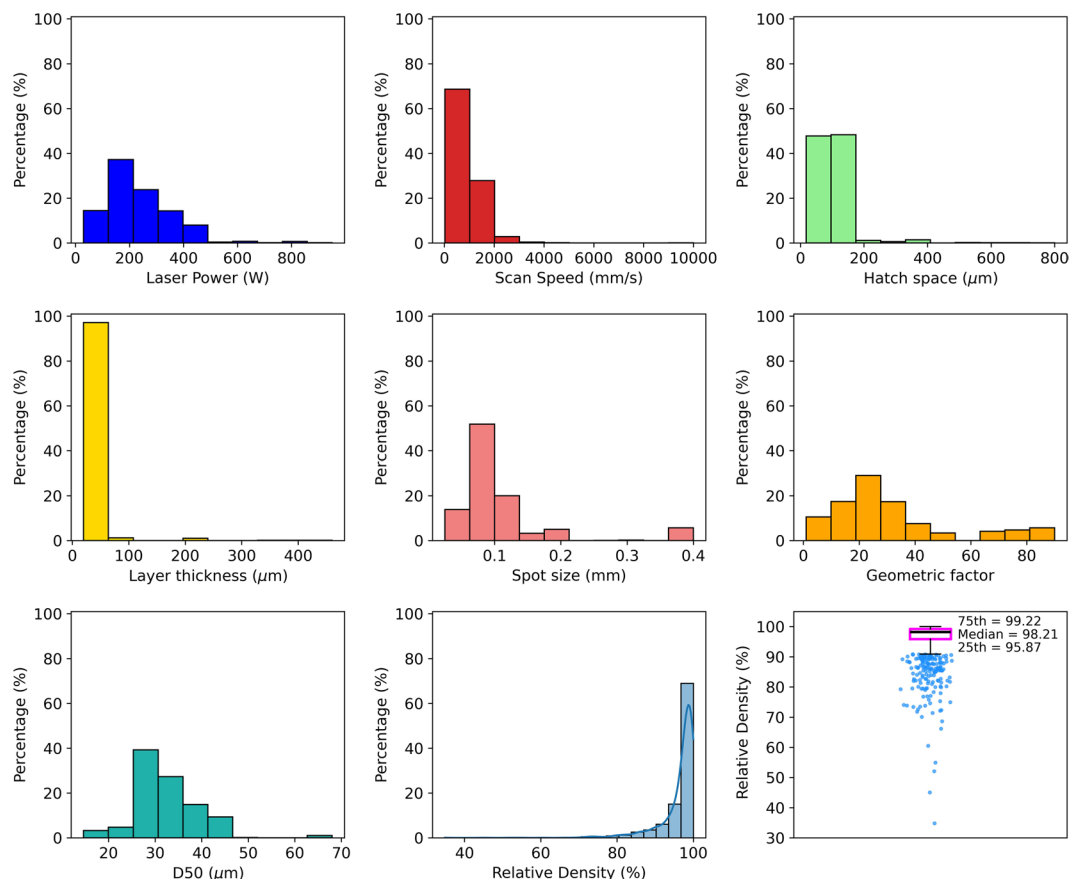 100
80
60
40
20
0
Percentage (%)
0 200 400 600 800
Laser Power (W)
100
80
60
40
20
0
Percentage (%)
0 2000 4000 6000 8000 10000
Scan Speed (mm/s)
100
80
60
40
20
0
Percentage (%)
0 200 400 600 800
Hatch space (μm)
100
80
60
40
20
0
Percentage (%)
0 100 200 300 400
Layer thickness (μm)
100
80
60
40
20
0
Percentage (%)
0.1 0.2 0.3 0.4
Spot size (mm)
100
80
60
40
20
0
Percentage (%)
0 20 40 60 80
Geometric factor
100
80
60
40
20
0
Percentage (%)
20 30 40 50 60 70
D50 (μm)
100
80
60
40
20
0
Percentage (%)
40 60 80 100
Relative Density (%)
100
90
80
70
60
50
40
30
Relative Density (%)
75th = 99.22
Median = 98.21
25th = 95.87